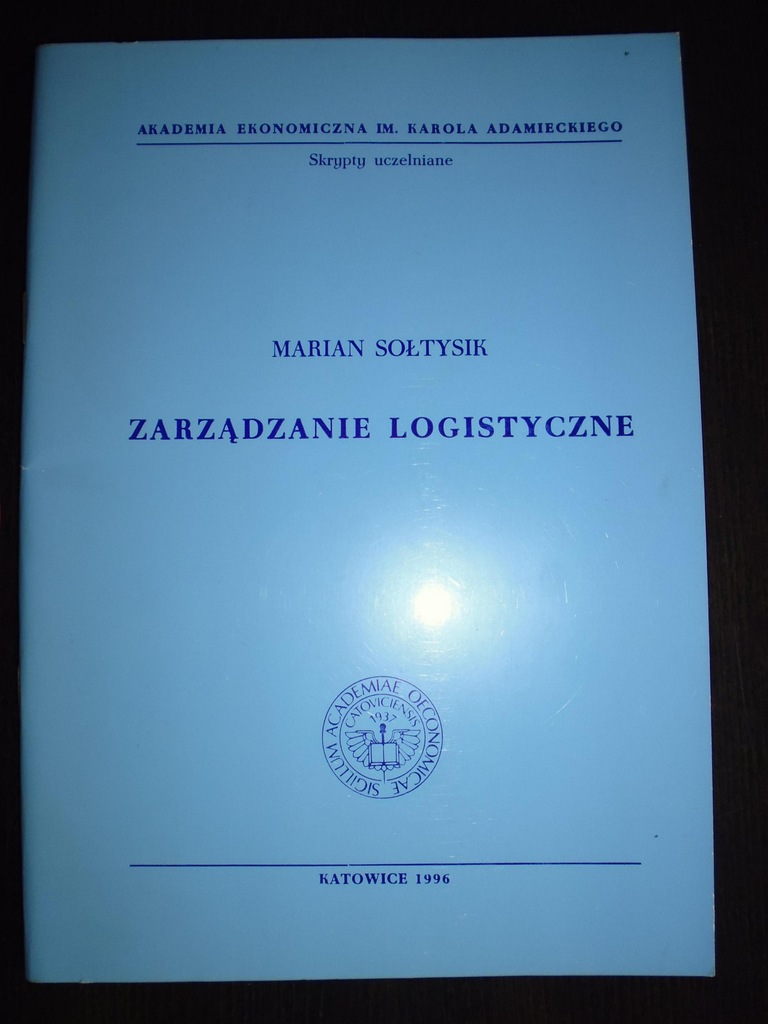 AKADEMIA EKONOMICZNA IM. KAROLA ADAMIECKIEGO
Skrypty uczelniane
MARIAN SOŁTYSIK
ZARZĄDZANIE LOGISTYCZNE
SIGILLUM ACADEMIAE OECONOMICAE
CATOVICIENSIS
1937
KATOWICE 1996